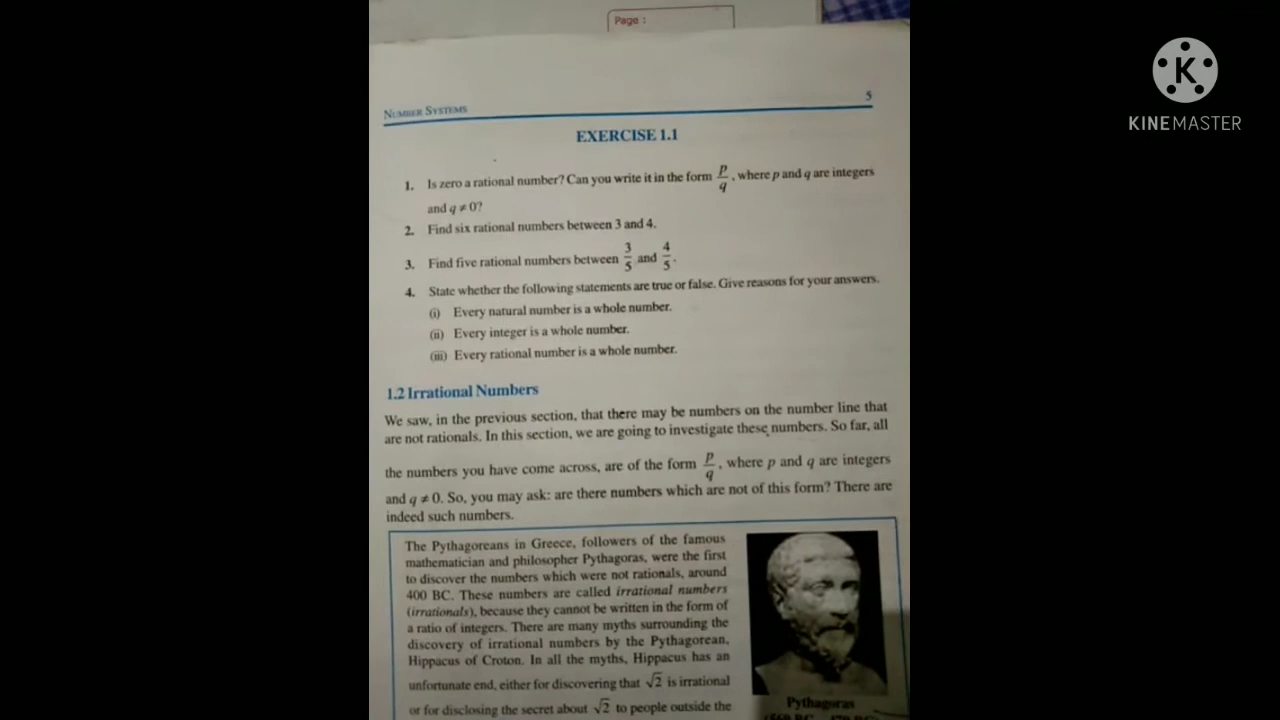 Page :
KINEMASTER
NUMBER SYSTEMS 5
EXERCISE 1.1
1. Is zero a rational number? Can you write it in the form p/q, where p and q are integers
and q ≠ 0?
2. Find six rational numbers between 3 and 4.
3. Find five rational numbers between 3/5 and 4/5.
4. State whether the following statements are true or false. Give reasons for your answers.
(i) Every natural number is a whole number.
(ii) Every integer is a whole number.
(iii) Every rational number is a whole number.
1.2 Irrational Numbers
We saw, in the previous section, that there may be numbers on the number line that
are not rationals. In this section, we are going to investigate these numbers. So far, all
the numbers you have come across, are of the form p/q, where p and q are integers
and q ≠ 0. So, you may ask: are there numbers which are not of this form? There are
indeed such numbers.
The Pythagoreans in Greece, followers of the famous
mathematician and philosopher Pythagoras, were the first
to discover the numbers which were not rationals, around
400 BC. These numbers are called irrational numbers
(irrationals), because they cannot be written in the form of
a ratio of integers. There are many myths surrounding the
discovery of irrational numbers by the Pythagorean,
Hippacus of Croton. In all the myths, Hippacus has an
unfortunate end, either for discovering that √2 is irrational
or for disclosing the secret about √2 to people outside the
Pythagoras